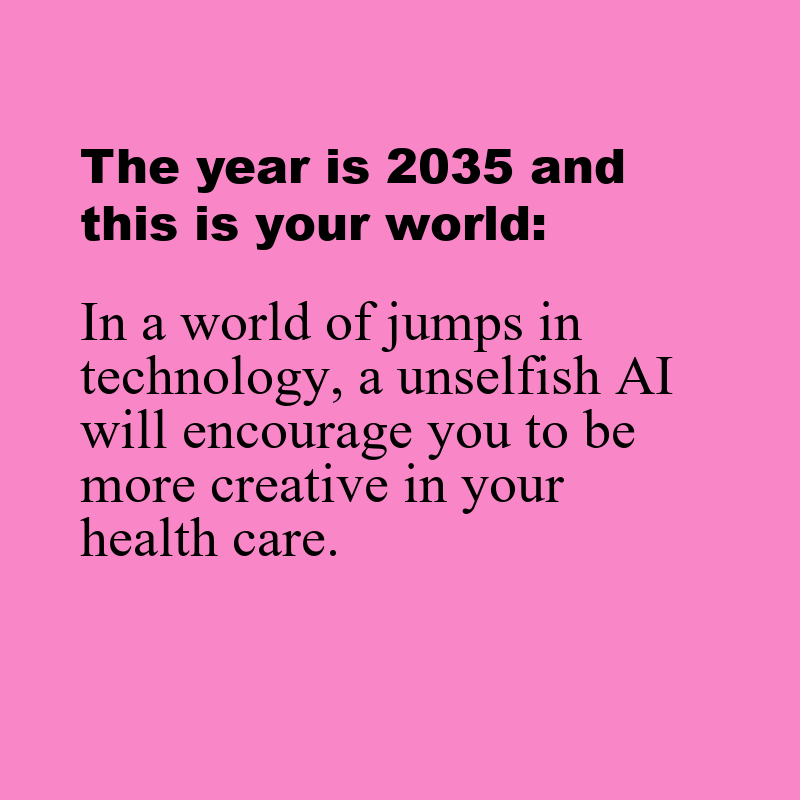 The year is 2035 and
this is your world:
In a world of jumps in
technology, a unselfish AI
will encourage you to be
more creative in your
health care.